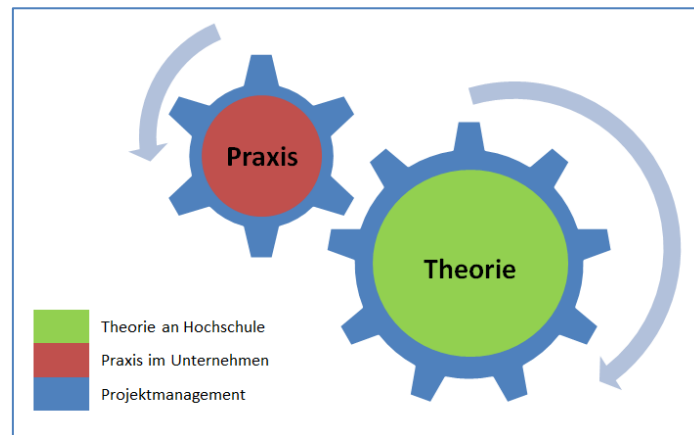 Praxis
Theorie
Theorie an Hochschule
Praxis im Unternehmen
Projektmanagement